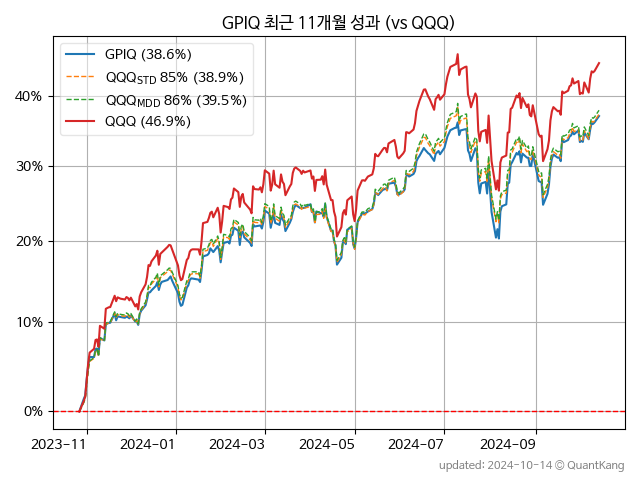 GPIQ 최근 11개월 성과 (vs QQQ)
GPIQ (38.6%)
QQQSTD 85% (38.9%)
QQQMDD 86% (39.5%)
QQQ (46.9%)
40%
30%
20%
10%
0%
2023-11 2024-01 2024-03 2024-05 2024-07 2024-09
updated: 2024-10-14 © QuantKang